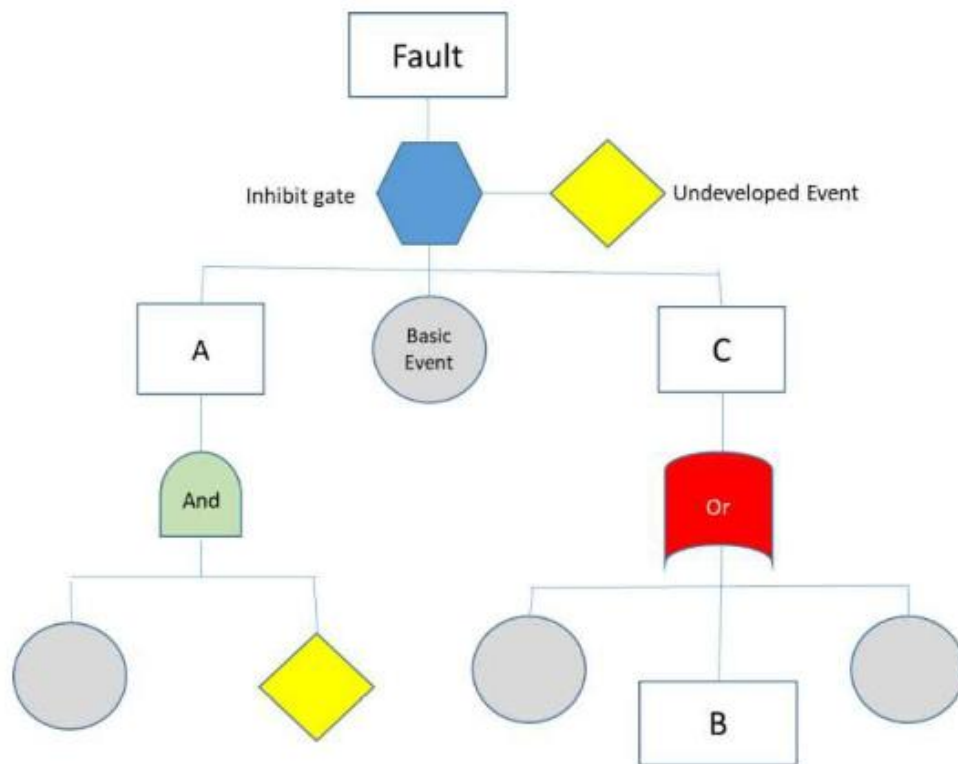 Fault
Inhibit gate
Undeveloped Event
A
Basic
Event
C
And
Or
B